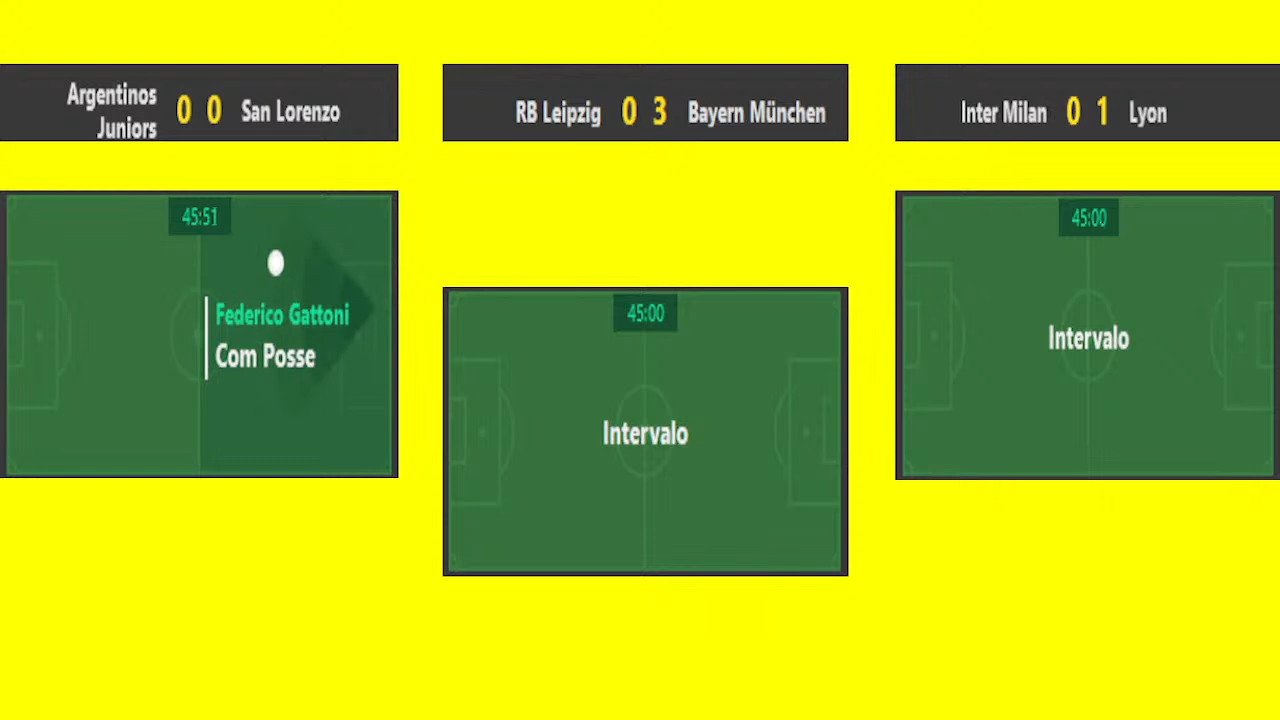 Argentinos
Juniors
0 0
San Lorenzo
RB Leipzig 0 3 Bayern München
Inter Milan 0 1 Lyon
45:51
Federico Gattoni
Com Posse
45:00
Intervalo
45:00
Intervalo